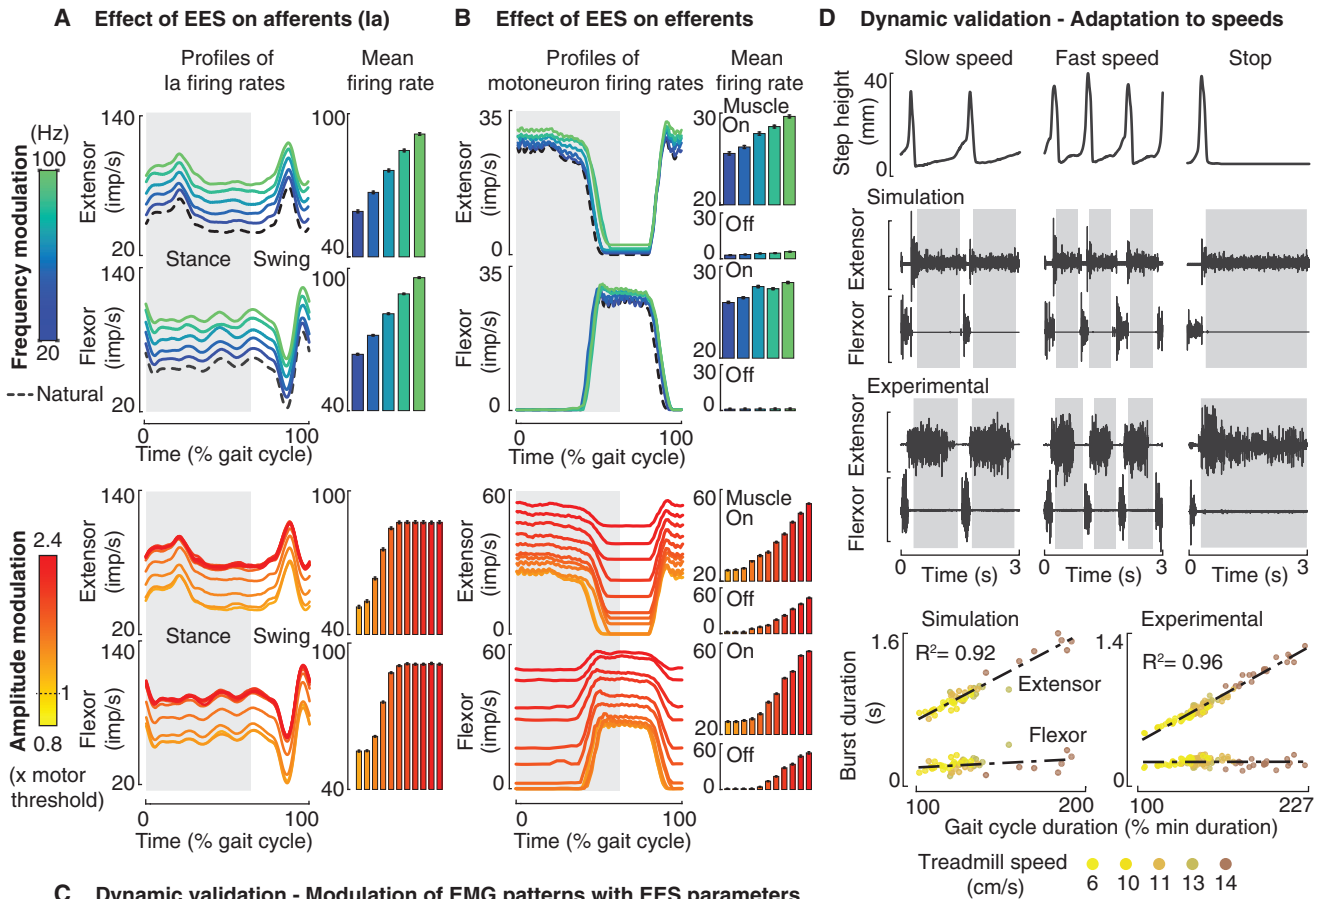 A Effect of EES on afferents (Ia)
Profiles of
Ia firing rates
Mean
firing rate
(Hz)
100
Frequency modulation
20
Natural
140
Extensor
(imp/s)
20
100
40
Stance
Swing
140
Flexor
(imp/s)
20
100
40
0
100
Time (% gait cycle)
2.4
Amplitude modulation
1
0.8
(x motor
threshold)
140
Extensor
(imp/s)
20
100
40
Stance
Swing
140
Flexor
(imp/s)
20
100
40
0
100
Time (% gait cycle)
B Effect of EES on efferents
Profiles of
motoneuron firing rates
Mean
firing rate
35
Extensor
(imp/s)
0
Muscle
30
On
20
30
Off
0
35
Flexor
(imp/s)
0
30
On
20
30
Off
0
0
100
Time (% gait cycle)
60
Extensor
(imp/s)
0
60
Muscle
On
20
60
Off
0
60
Flexor
(imp/s)
0
60
On
20
60
Off
0
0
100
Time (% gait cycle)
D Dynamic validation - Adaptation to speeds
Slow speed
Fast speed
Stop
40
Step height
(mm)
0
Simulation
Extensor
Flerxor
Experimental
Extensor
Flerxor
0 Time (s) 3
0 Time (s) 3
0 Time (s) 3
Simulation
Experimental
1.6
R²= 0.92
Extensor
Flexor
Burst duration
(s)
0
100
200
1.4
R²= 0.96
0
100
227
Gait cycle duration (% min duration)
Treadmill speed
(cm/s)
6 10 11 13 14
C Dynamic validation - Modulation of EMG patterns with EES parameters